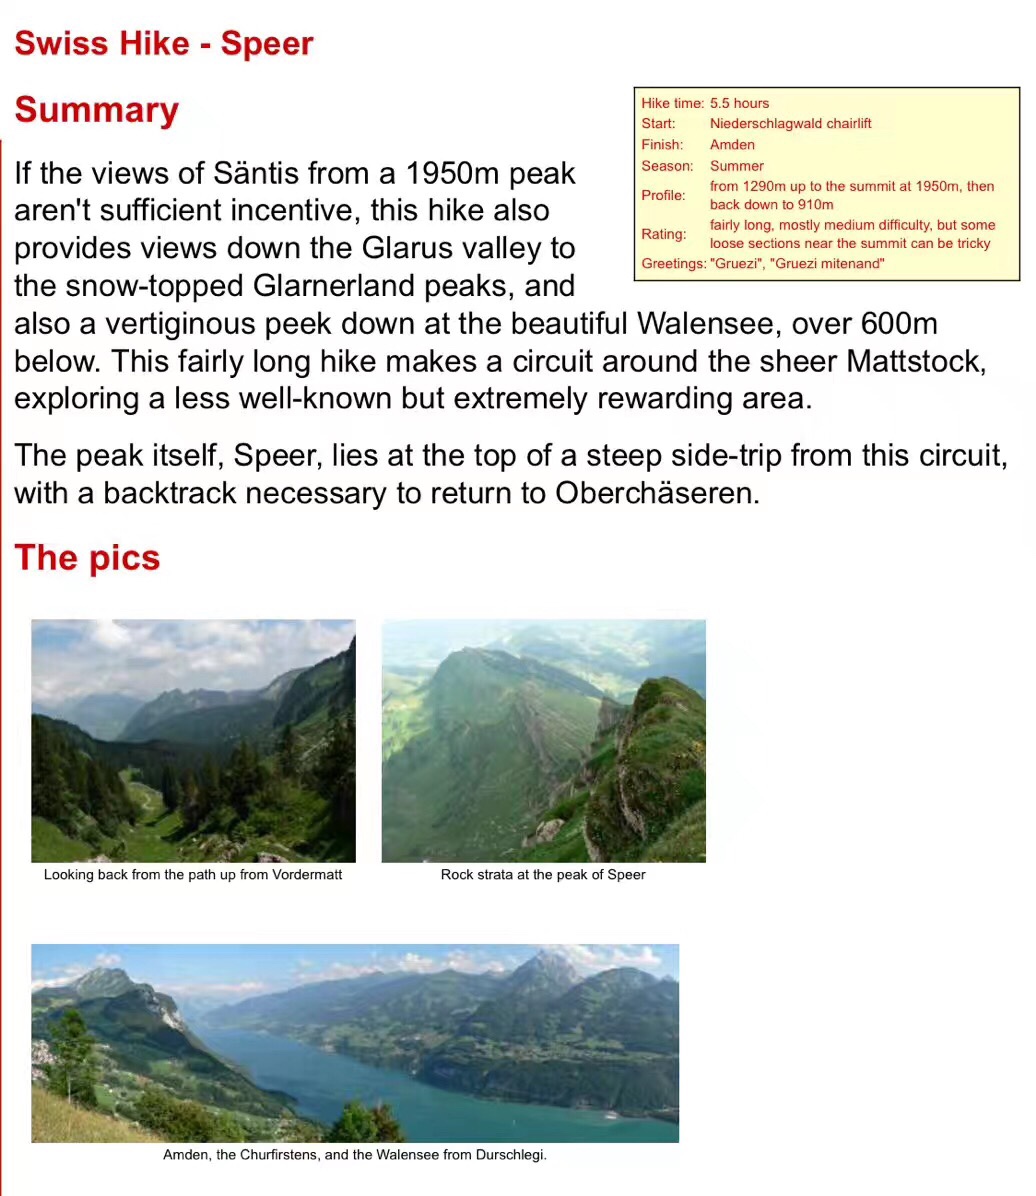 Swiss Hike - Speer
Summary
Hike time: 5.5 hours
Start: Niederschlagwald chairlift
Finish: Amden
Season: Summer
Profile: from 1290m up to the summit at 1950m, then
back down to 910m
Rating: fairly long, mostly medium difficulty, but some
loose sections near the summit can be tricky
Greetings: "Gruezi", "Gruezi mitenand"
If the views of Säntis from a 1950m peak
aren't sufficient incentive, this hike also
provides views down the Glarus valley to
the snow-topped Glarnerland peaks, and
also a vertiginous peek down at the beautiful Walensee, over 600m
below. This fairly long hike makes a circuit around the sheer Mattstock,
exploring a less well-known but extremely rewarding area.
The peak itself, Speer, lies at the top of a steep side-trip from this circuit,
with a backtrack necessary to return to Oberchäseren.
The pics
Looking back from the path up from Vordermatt
Rock strata at the peak of Speer
Amden, the Churfirstens, and the Walensee from Durschlegi.